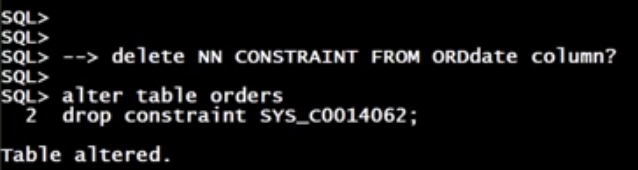 SQL>
SQL>
SQL> --> delete NN CONSTRAINT FROM ORDdate column?
SQL>
SQL> alter table orders
  2  drop constraint SYS_C0014062;
Table altered.